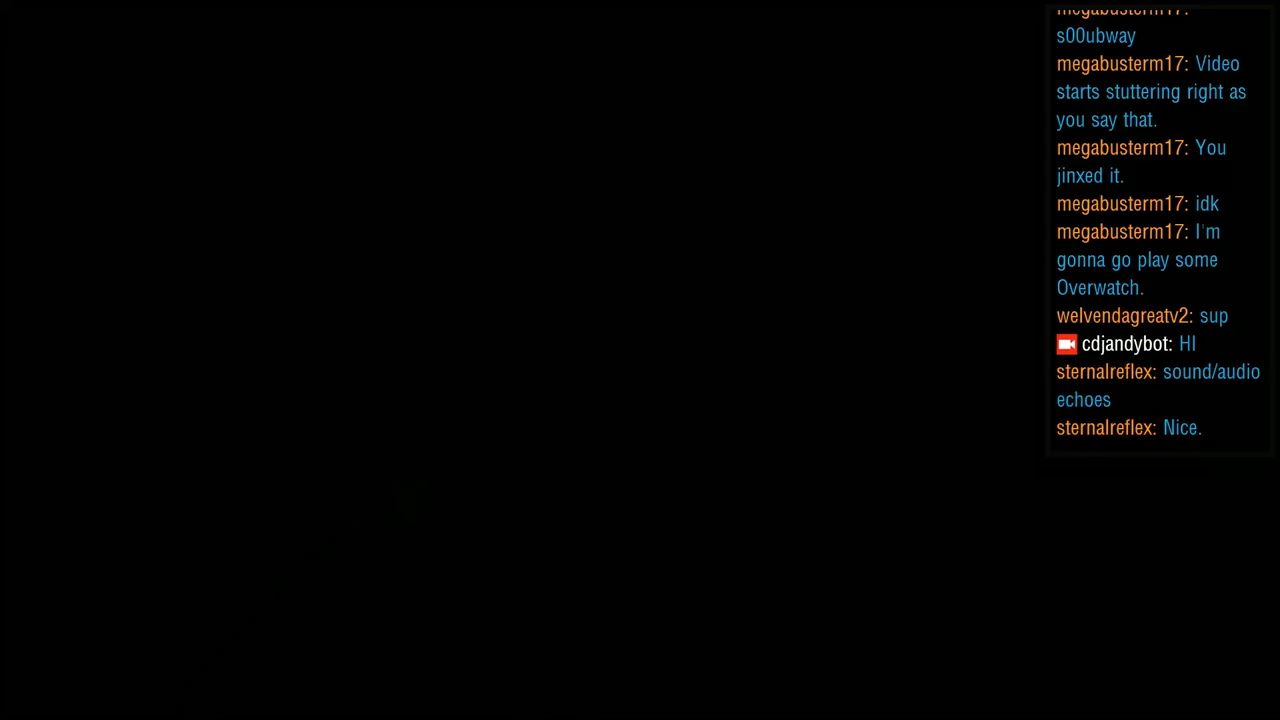 megabusterm17:
s00ubway
megabusterm17: Video
starts stuttering right as
you say that.
megabusterm17: You
jinxed it.
megabusterm17: idk
megabusterm17: I'm
gonna go play some
Overwatch.
welvendagreatv2: sup
cdjandybot: HI
sternalreflex: sound/audio
echoes
sternalreflex: Nice.